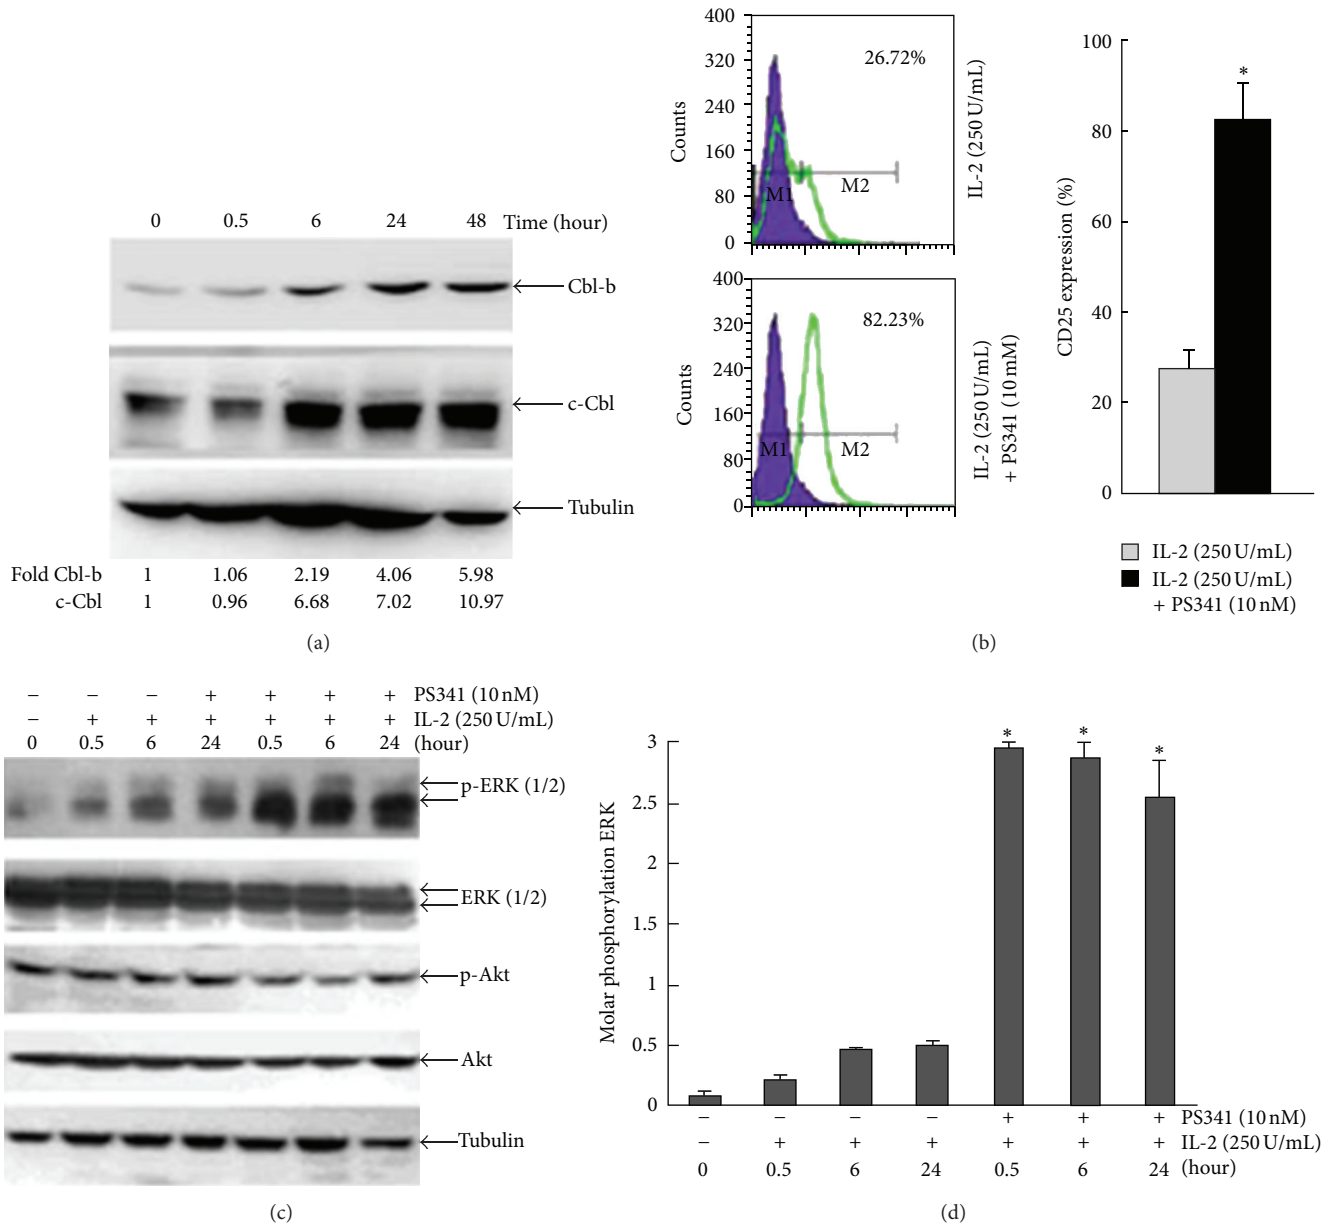 0 0.5 6 24 48 Time (hour)
Cbl-b
c-Cbl
Tubulin
Fold Cbl-b 1 1.06 2.19 4.06 5.98
c-Cbl 1 0.96 6.68 7.02 10.97
(a)
400
320
240
160
80
0
Counts
26.72%
M1
M2
IL-2 (250 U/mL)
400
320
240
160
80
0
Counts
82.23%
M1
M2
IL-2 (250 U/mL)
+ PS341 (10 mM)
100
80
60
40
20
0
CD25 expression (%)
*
IL-2 (250 U/mL)
IL-2 (250 U/mL)
+ PS341 (10 nM)
(b)
− − − + + + + PS341 (10 nM)
− + + + + + + IL-2 (250 U/mL)
0 0.5 6 24 0.5 6 24 (hour)
p-ERK (1/2)
ERK (1/2)
p-Akt
Akt
Tubulin
(c)
3
2.5
2
1.5
1
0.5
0
Molar phosphorylation ERK
* * *
− − − − + + + PS341 (10 nM)
− + + + + + + IL-2 (250 U/mL)
0 0.5 6 24 0.5 6 24 (hour)
(d)